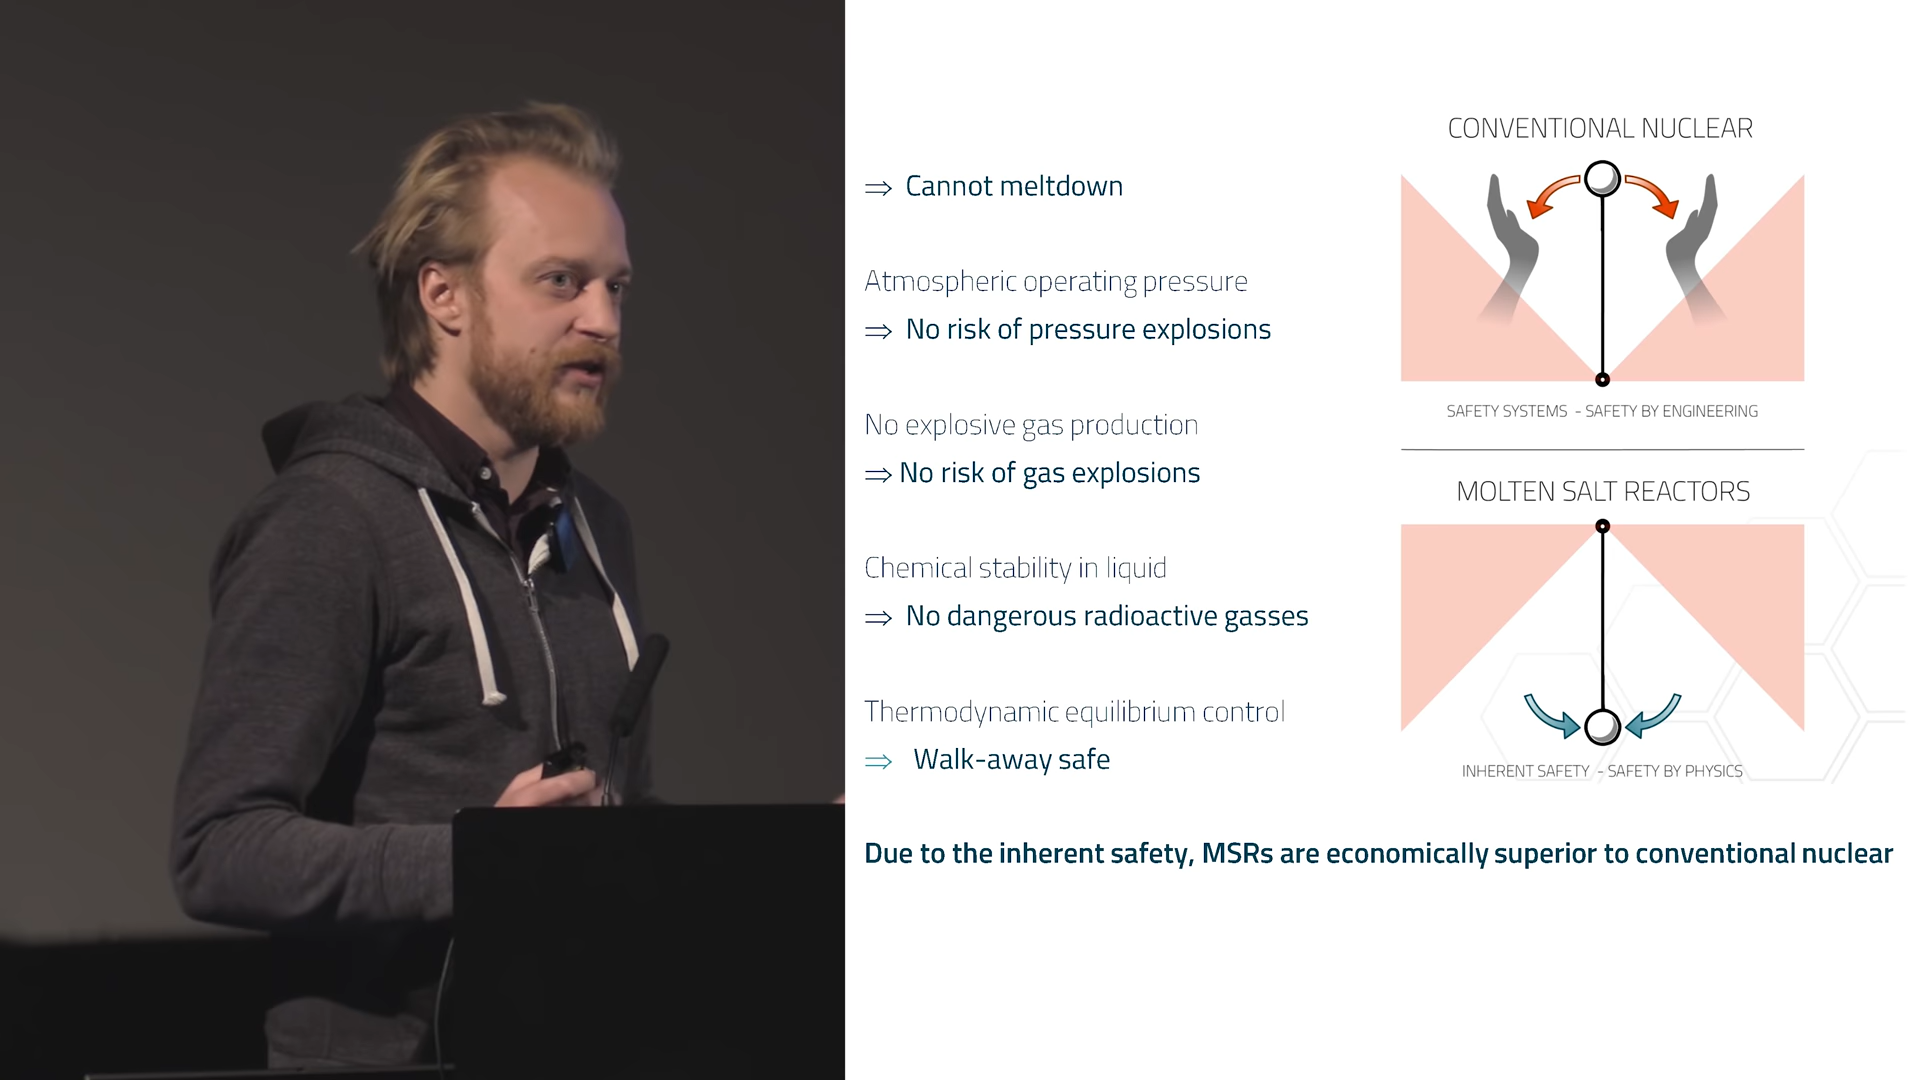 ⇒ Cannot meltdown
Atmospheric operating pressure
⇒ No risk of pressure explosions
No explosive gas production
⇒ No risk of gas explosions
Chemical stability in liquid
⇒ No dangerous radioactive gasses
Thermodynamic equilibrium control
⇒ Walk-away safe
CONVENTIONAL NUCLEAR
SAFETY SYSTEMS - SAFETY BY ENGINEERING
MOLTEN SALT REACTORS
INHERENT SAFETY - SAFETY BY PHYSICS
Due to the inherent safety, MSRs are economically superior to conventional nuclear